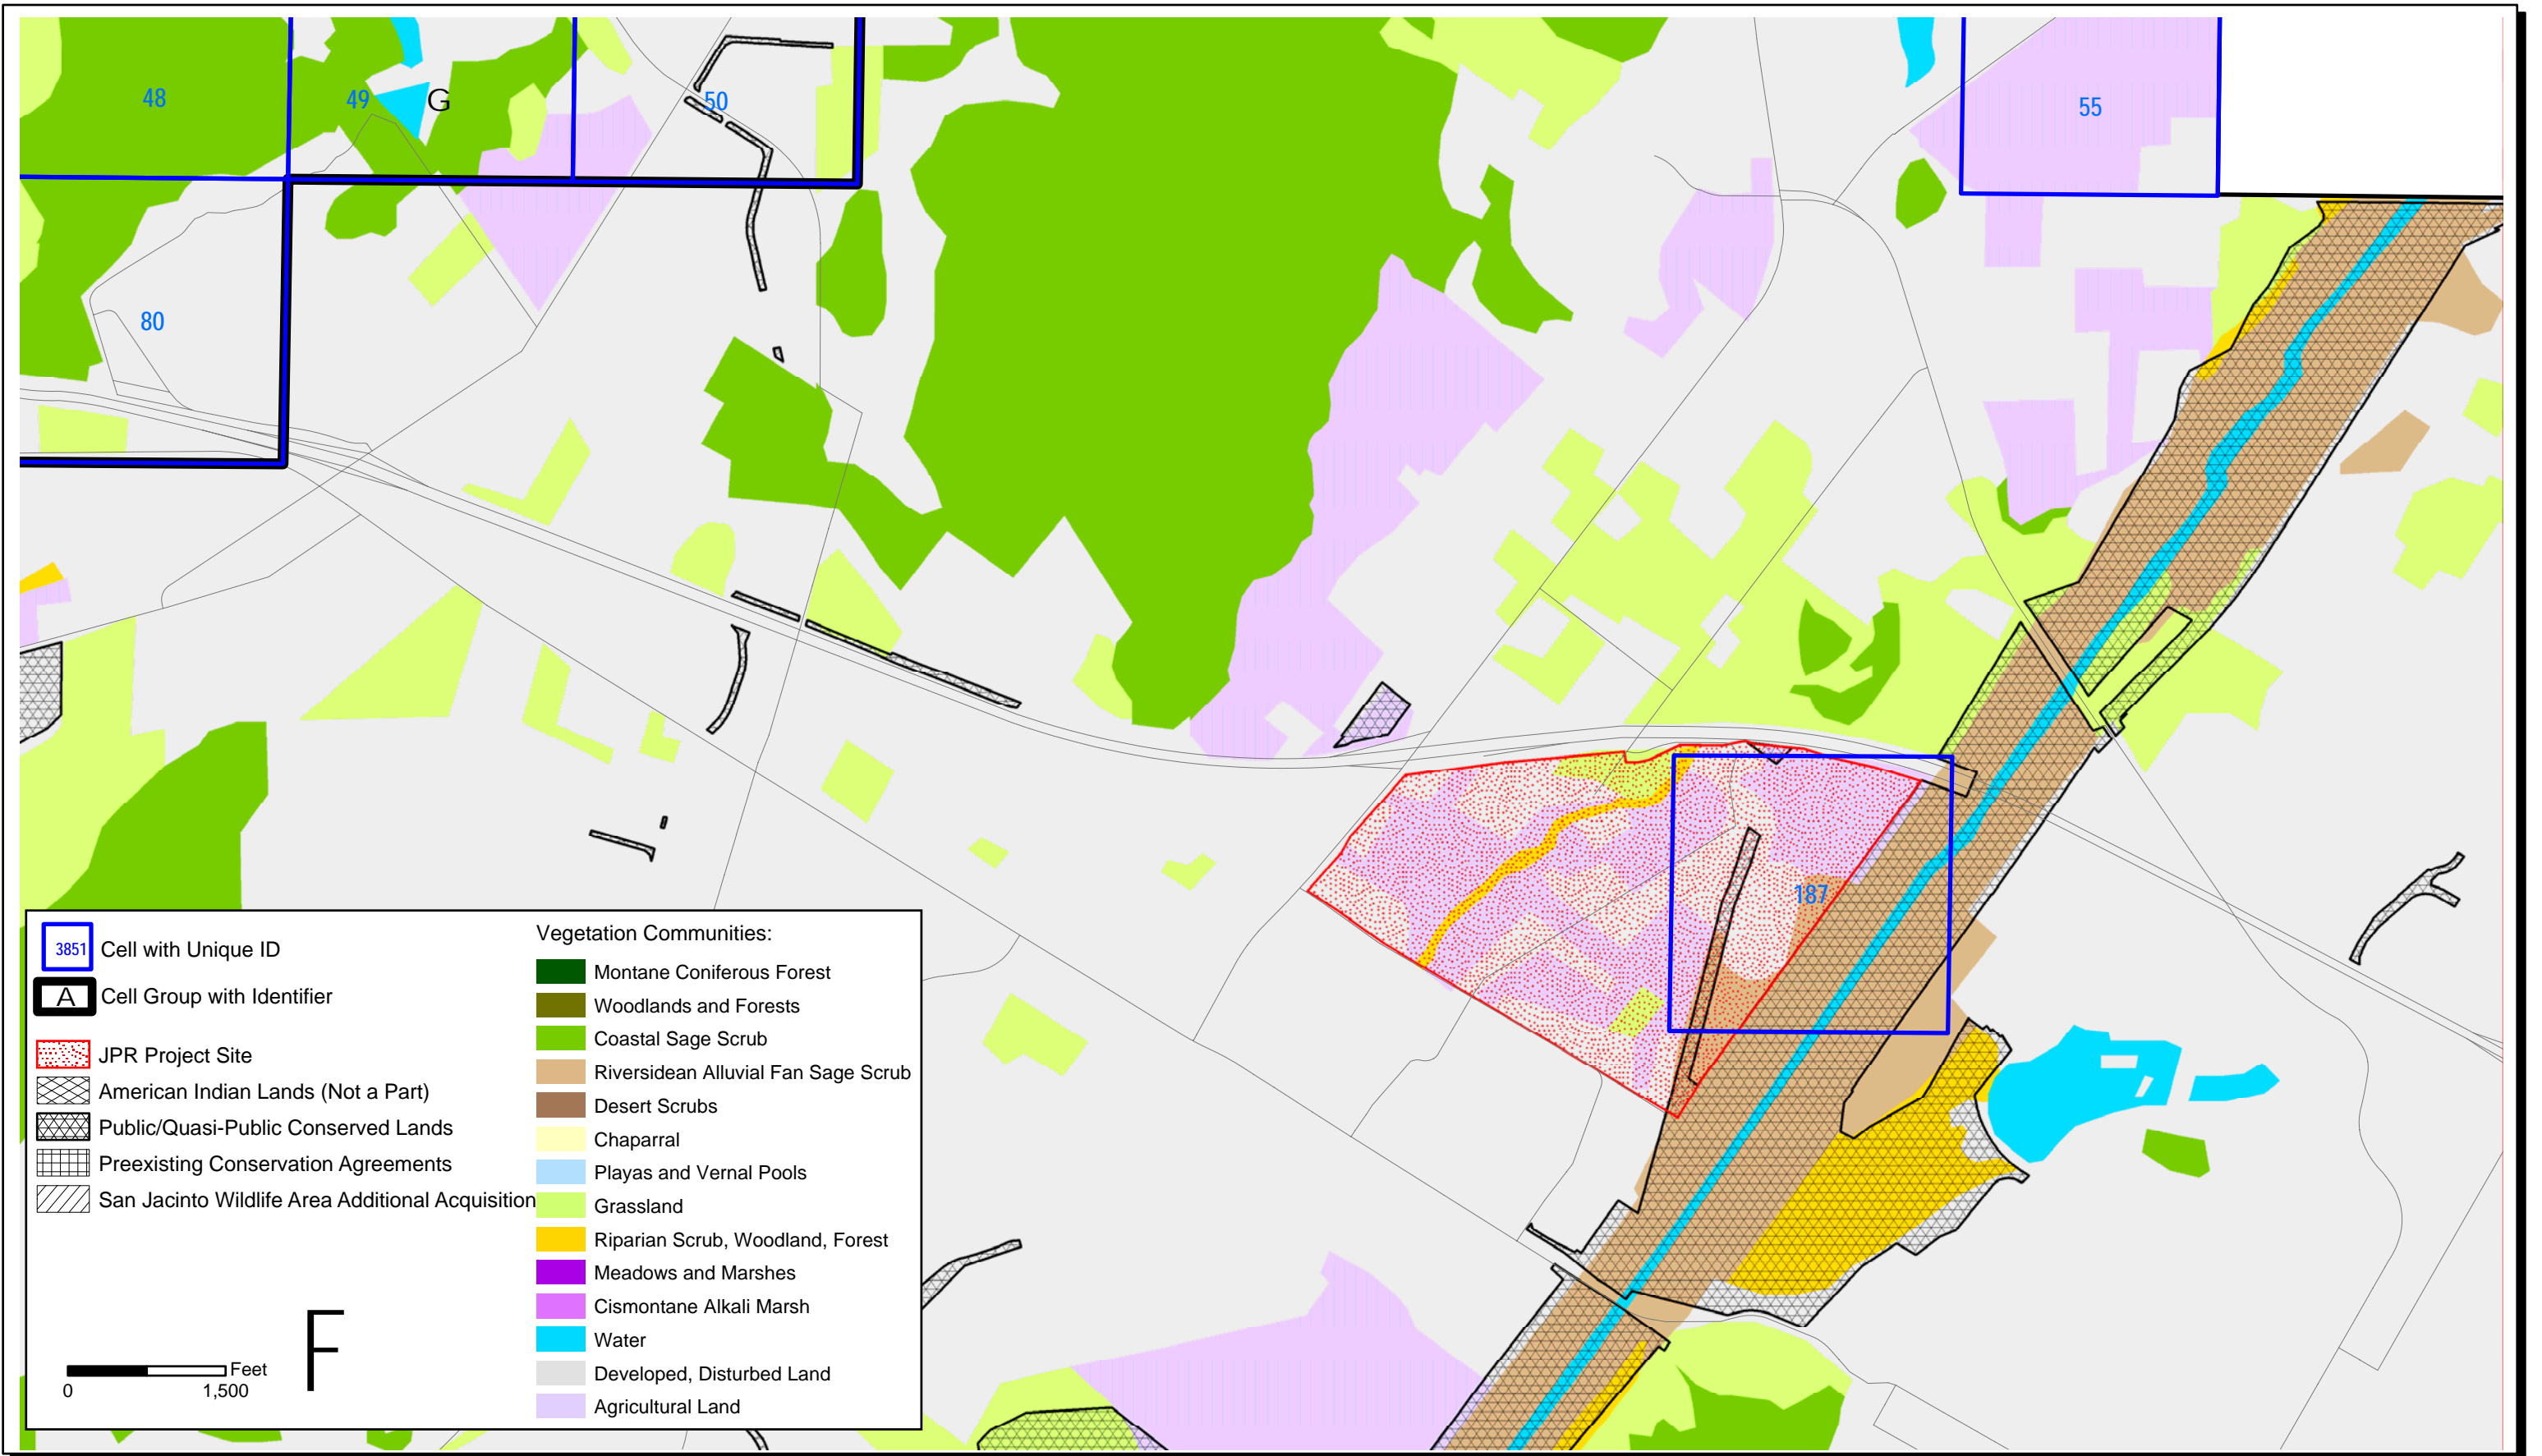 48
49
G
50
55
80
187
3851 Cell with Unique ID
A Cell Group with Identifier
JPR Project Site
American Indian Lands (Not a Part)
Public/Quasi-Public Conserved Lands
Preexisting Conservation Agreements
San Jacinto Wildlife Area Additional Acquisition
Vegetation Communities:
Montane Coniferous Forest
Woodlands and Forests
Coastal Sage Scrub
Riversidean Alluvial Fan Sage Scrub
Desert Scrubs
Chaparral
Playas and Vernal Pools
Grassland
Riparian Scrub, Woodland, Forest
Meadows and Marshes
Cismontane Alkali Marsh
Water
Developed, Disturbed Land
Agricultural Land
Feet
0 1,500
F